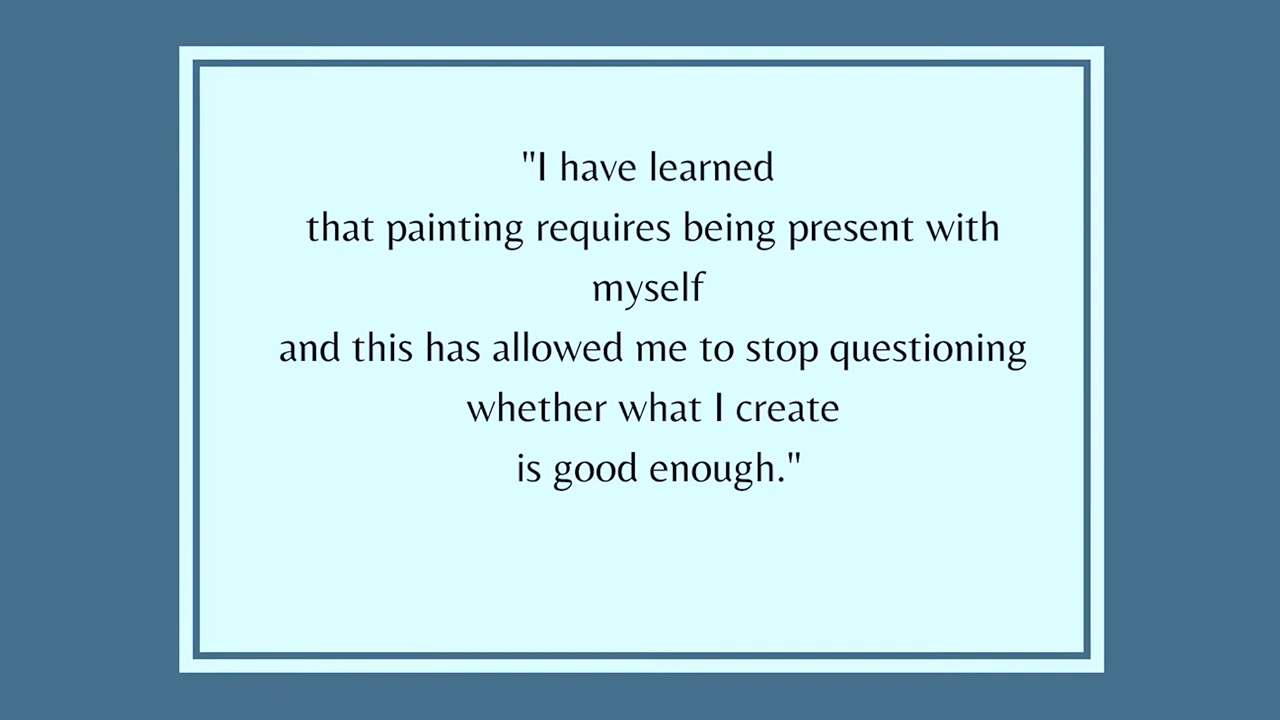 "I have learned
that painting requires being present with
myself
and this has allowed me to stop questioning
whether what I create
is good enough."